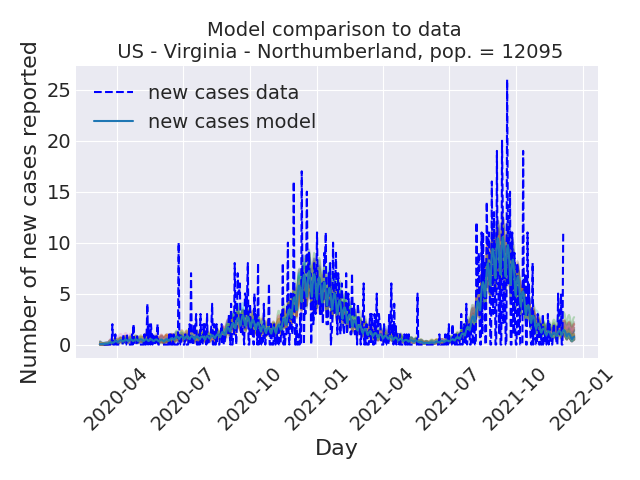 Model comparison to data
US - Virginia - Northumberland, pop. = 12095
Number of new cases reported
25
20
15
10
5
0
new cases data
new cases model
2020-04
2020-07
2020-10
2021-01
2021-04
2021-07
2021-10
2022-01
Day